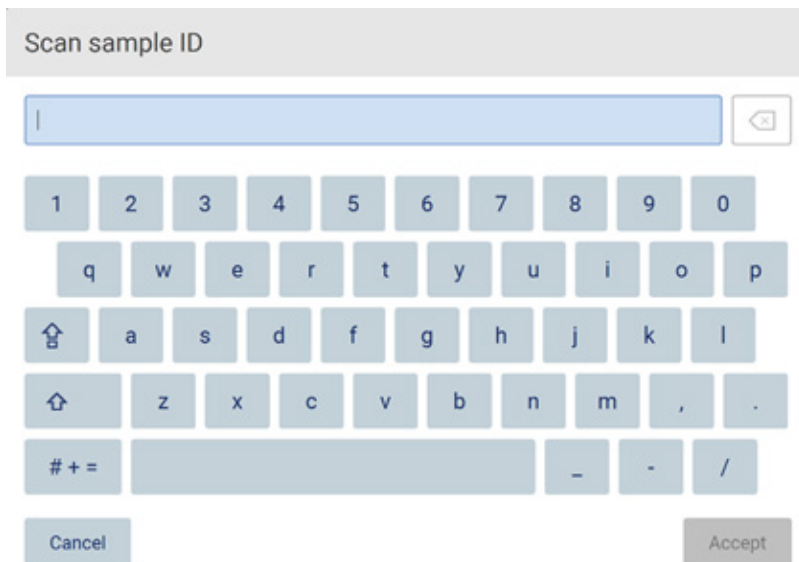 Scan sample ID
1 2 3 4 5 6 7 8 9 0
q w e r t y u i o p
a s d f g h j k l
z x c v b n m , .
# + = _ - /
Cancel Accept